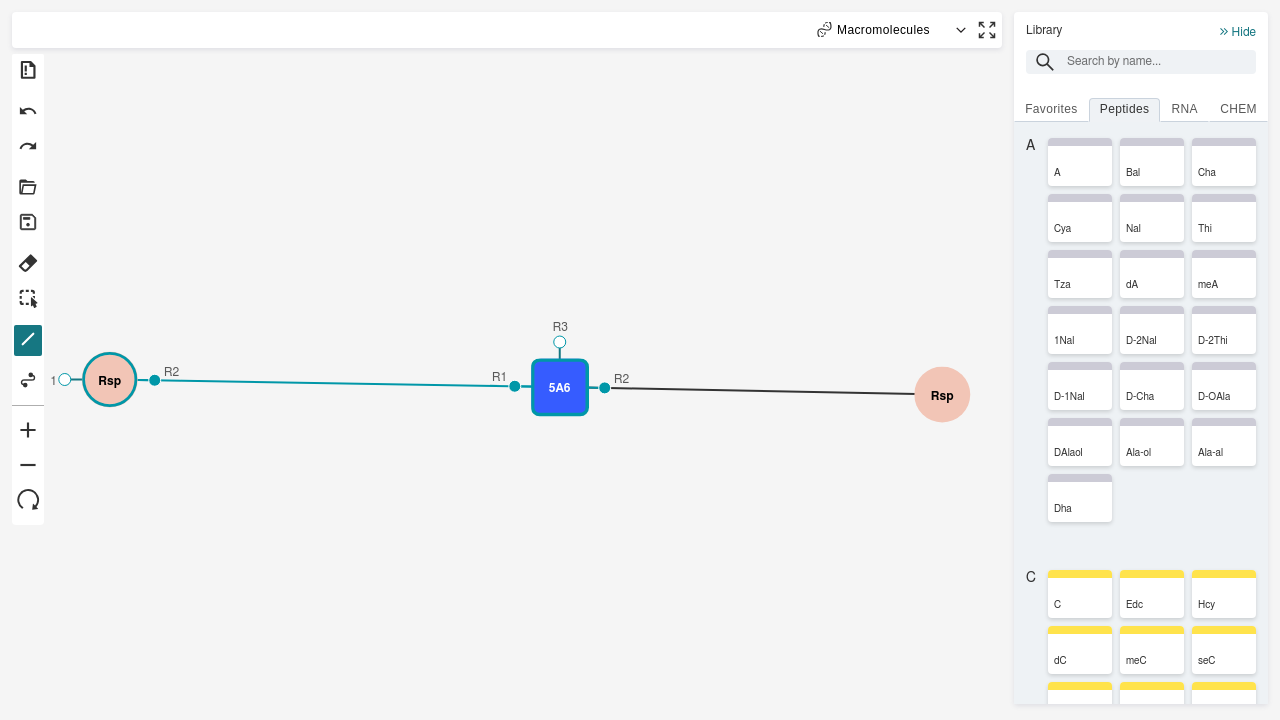 Macromolecules
Library
Hide
Search by name...
Favorites
Peptides
RNA
CHEM
A
A
Bal
Cha
Cya
Nal
Thi
Tza
dA
meA
1Nal
D-2Nal
D-2Thi
D-1Nal
D-Cha
D-OAla
DAlaol
Ala-ol
Ala-al
Dha
C
C
Edc
Hcy
dC
meC
seC
R3
1
Rsp
R2
R1
5A6
R2
Rsp